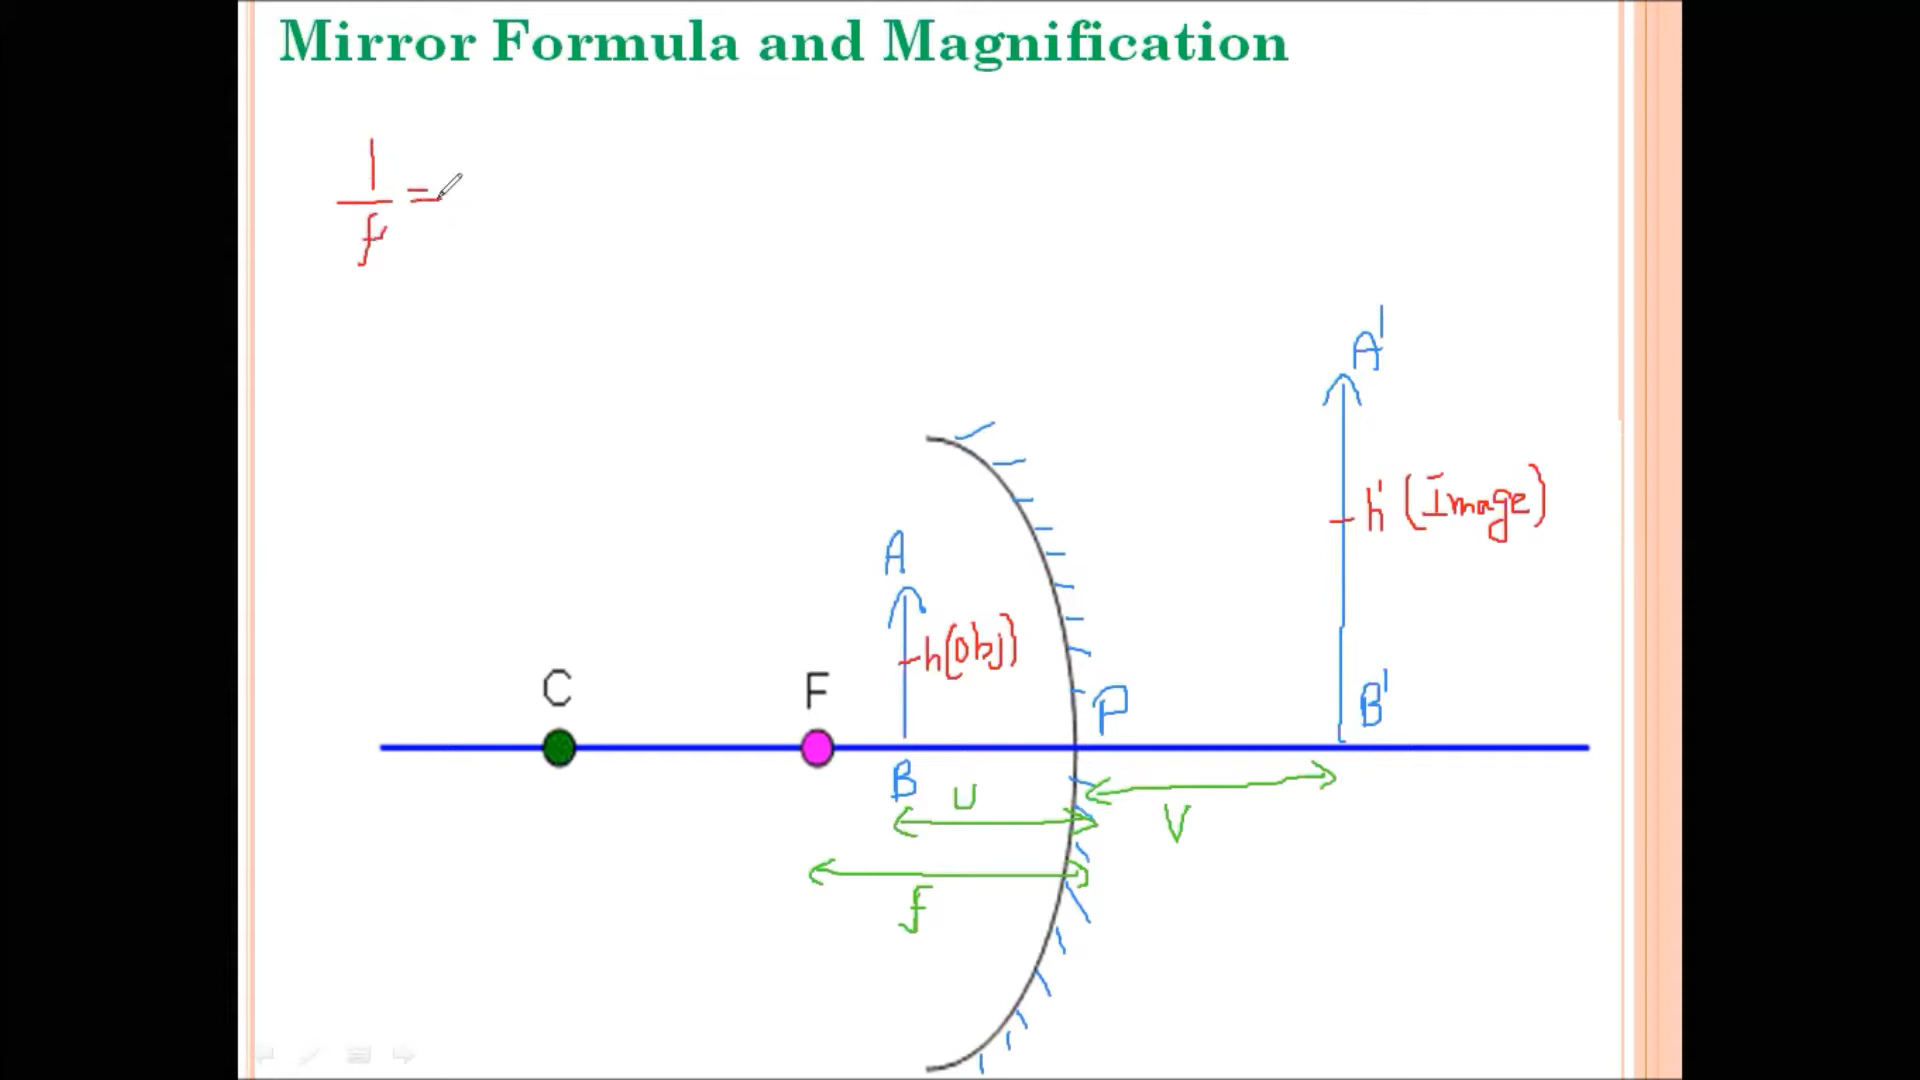 Mirror Formula and Magnification
1
f
=
A'
h' (Image)
A
h(Obj)
C
F
P
B'
B
U
V
f